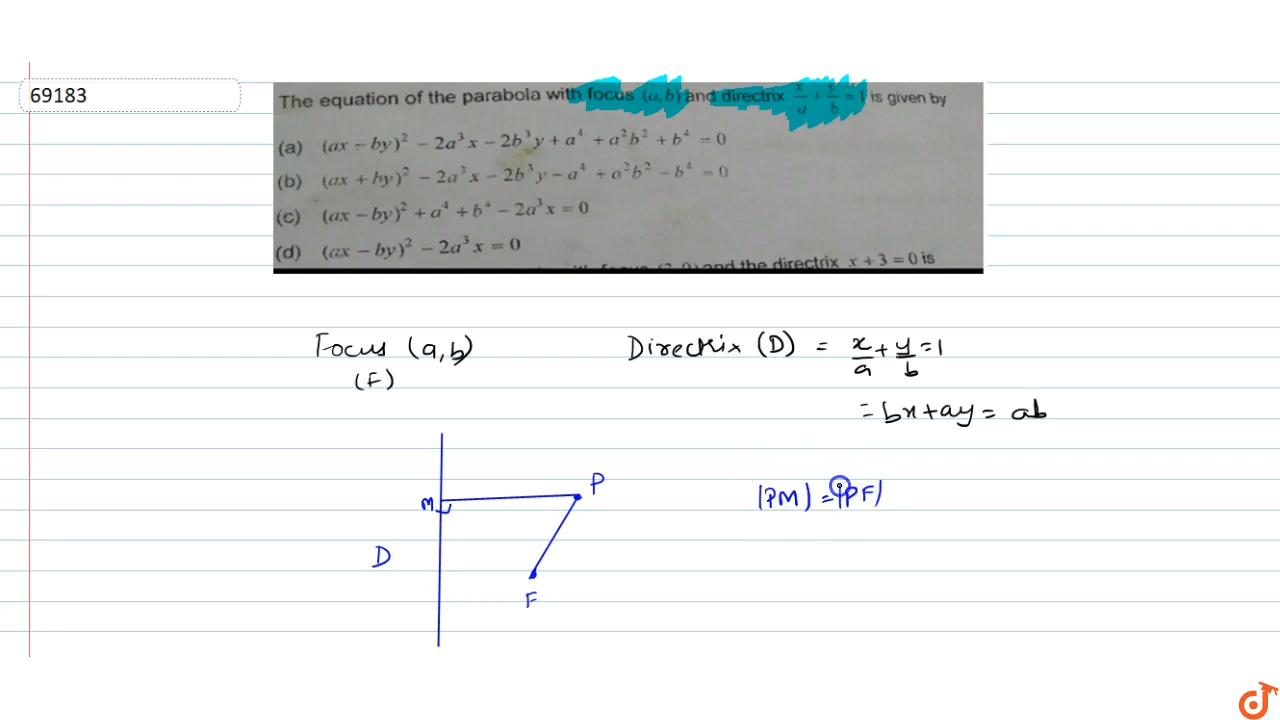 69183
The equation of the parabola with focus (a, b) and directrix x/a + y/b = 1 is given by
(a) (ax − by)² − 2a³x − 2b³y + a⁴ + a²b² + b⁴ = 0
(b) (ax + by)² − 2a³x − 2b³y − a⁴ + a²b² − b⁴ = 0
(c) (ax − by)² + a⁴ + b⁴ − 2a³x = 0
(d) (ax − by)² − 2a³x = 0
and the directrix x + 3 = 0 is
Focus (a, b) Directrix (D) = x/a + y/b = 1
(F)
= bx + ay = ab
P
M
|PM| = |PF|
D
F